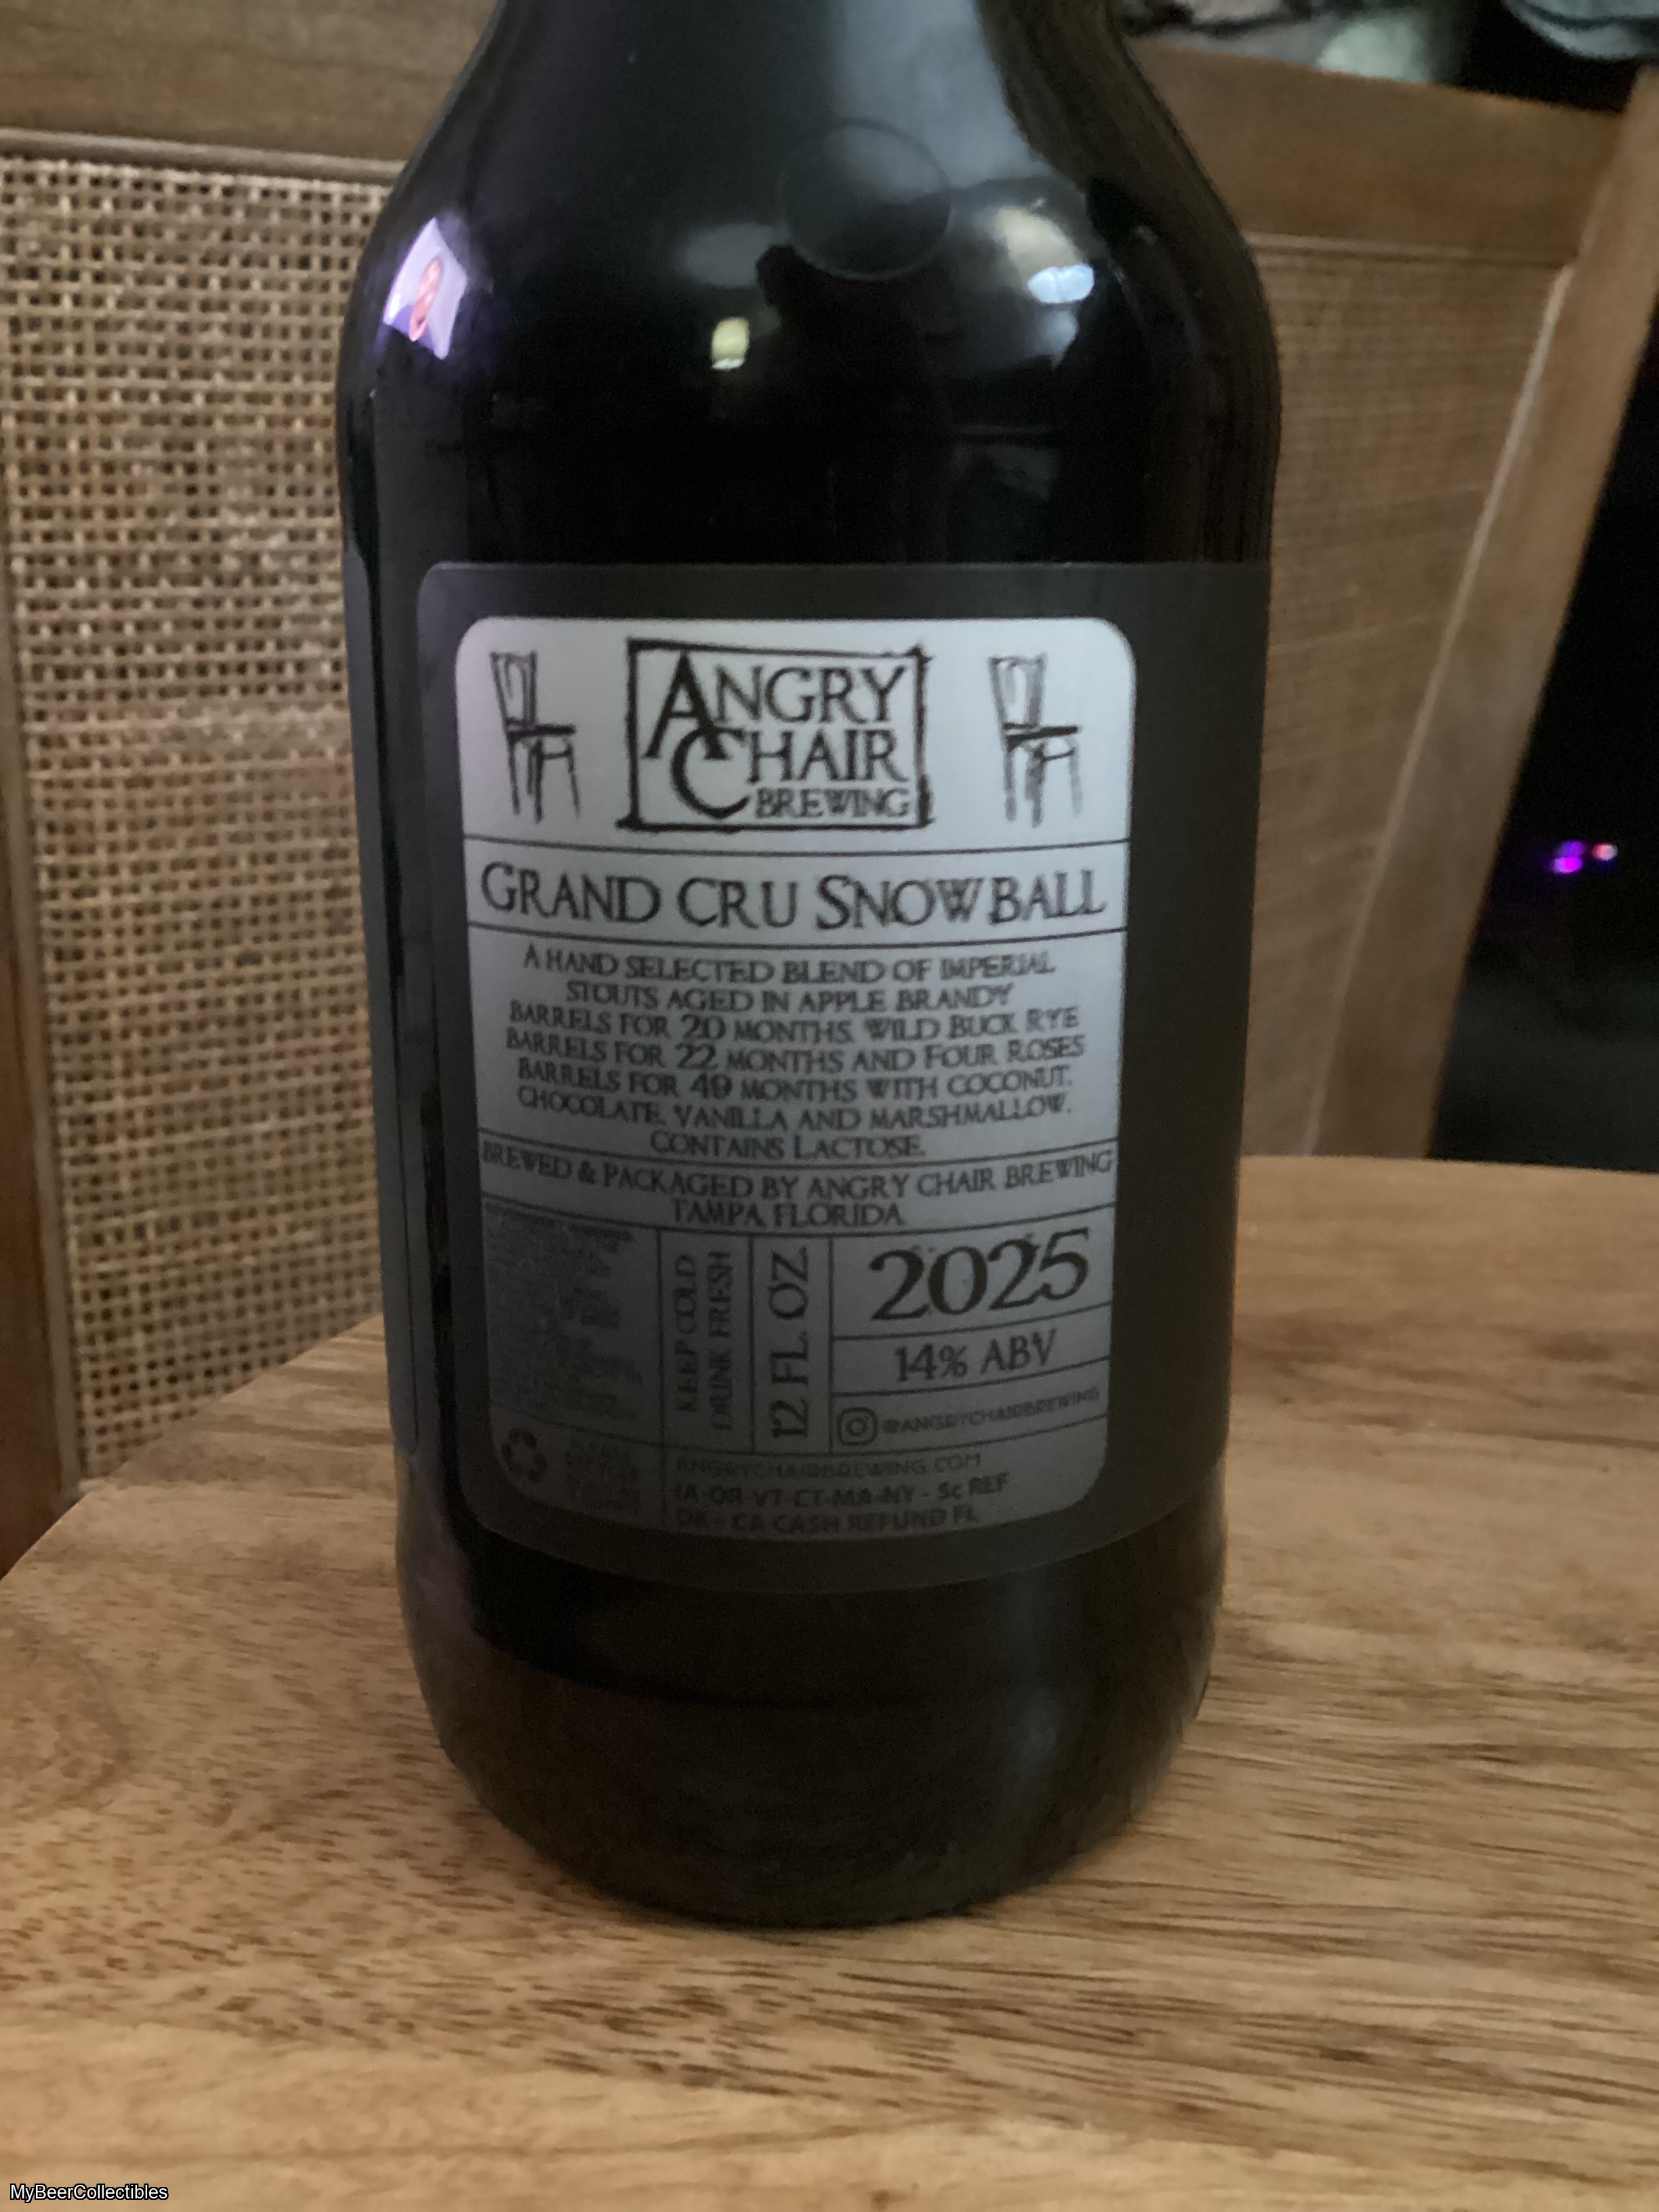 ANGRY
CHAIR
BREWING
GRAND CRU SNOWBALL
A HAND SELECTED BLEND OF IMPERIAL
STOUTS AGED IN APPLE BRANDY
BARRELS FOR 20 MONTHS, WILD BUCK RYE
BARRELS FOR 22 MONTHS AND FOUR ROSES
BARRELS FOR 49 MONTHS WITH COCONUT,
CHOCOLATE, VANILLA AND MARSHMALLOW.
CONTAINS LACTOSE.
BREWED & PACKAGED BY ANGRY CHAIR BREWING
TAMPA, FLORIDA
KEEP COLD
DRINK FRESH
12 FL. OZ.
2025
14% ABV
@ANGRYCHAIRBREWING
ANGRYCHAIRBREWING.COM
IA-OR-VT-CT-MA-NY - 5c REF
OK+ CA CASH REFUND FL
MyBeerCollectibles